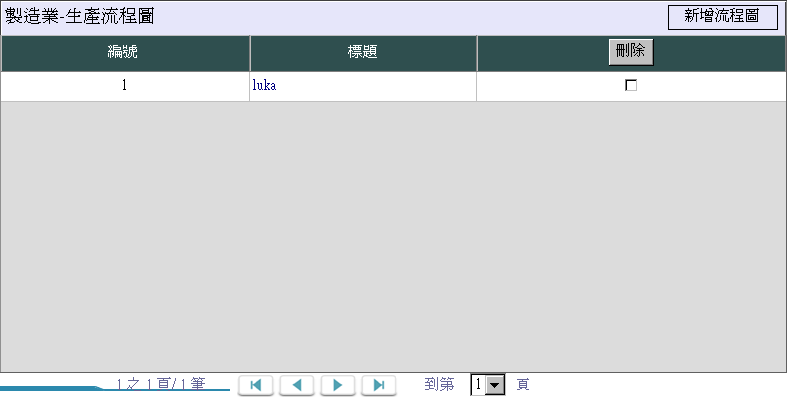 製造業-生產流程圖 新增流程圖
編號 標題 刪除
1 luka
1 之 1 頁/ 1 筆 到第 1 頁